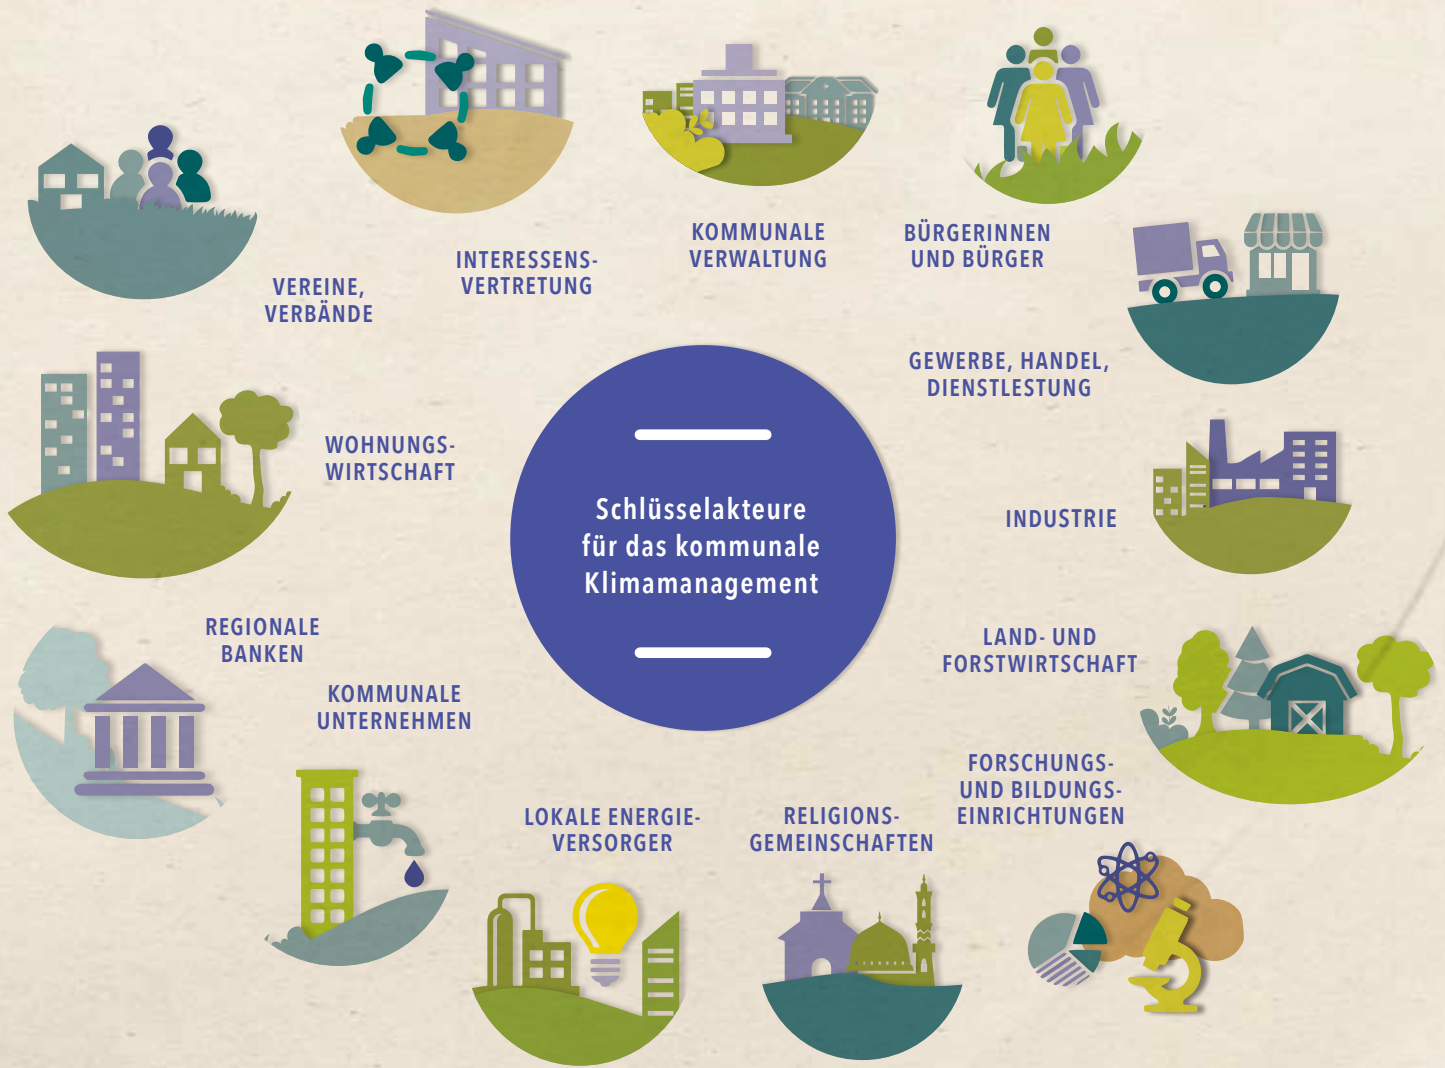 KOMMUNALE
VERWALTUNG
BÜRGERINNEN
UND BÜRGER
INTERESSENS-
VERTRETUNG
VEREINE,
VERBÄNDE
GEWERBE, HANDEL,
DIENSTLESTUNG
WOHNUNGS-
WIRTSCHAFT
Schlüsselakteure
für das kommunale
Klimamanagement
INDUSTRIE
REGIONALE
BANKEN
LAND- UND
FORSTWIRTSCHAFT
KOMMUNALE
UNTERNEHMEN
FORSCHUNGS-
UND BILDUNGS-
EINRICHTUNGEN
LOKALE ENERGIE-
VERSORGER
RELIGIONS-
GEMEINSCHAFTEN